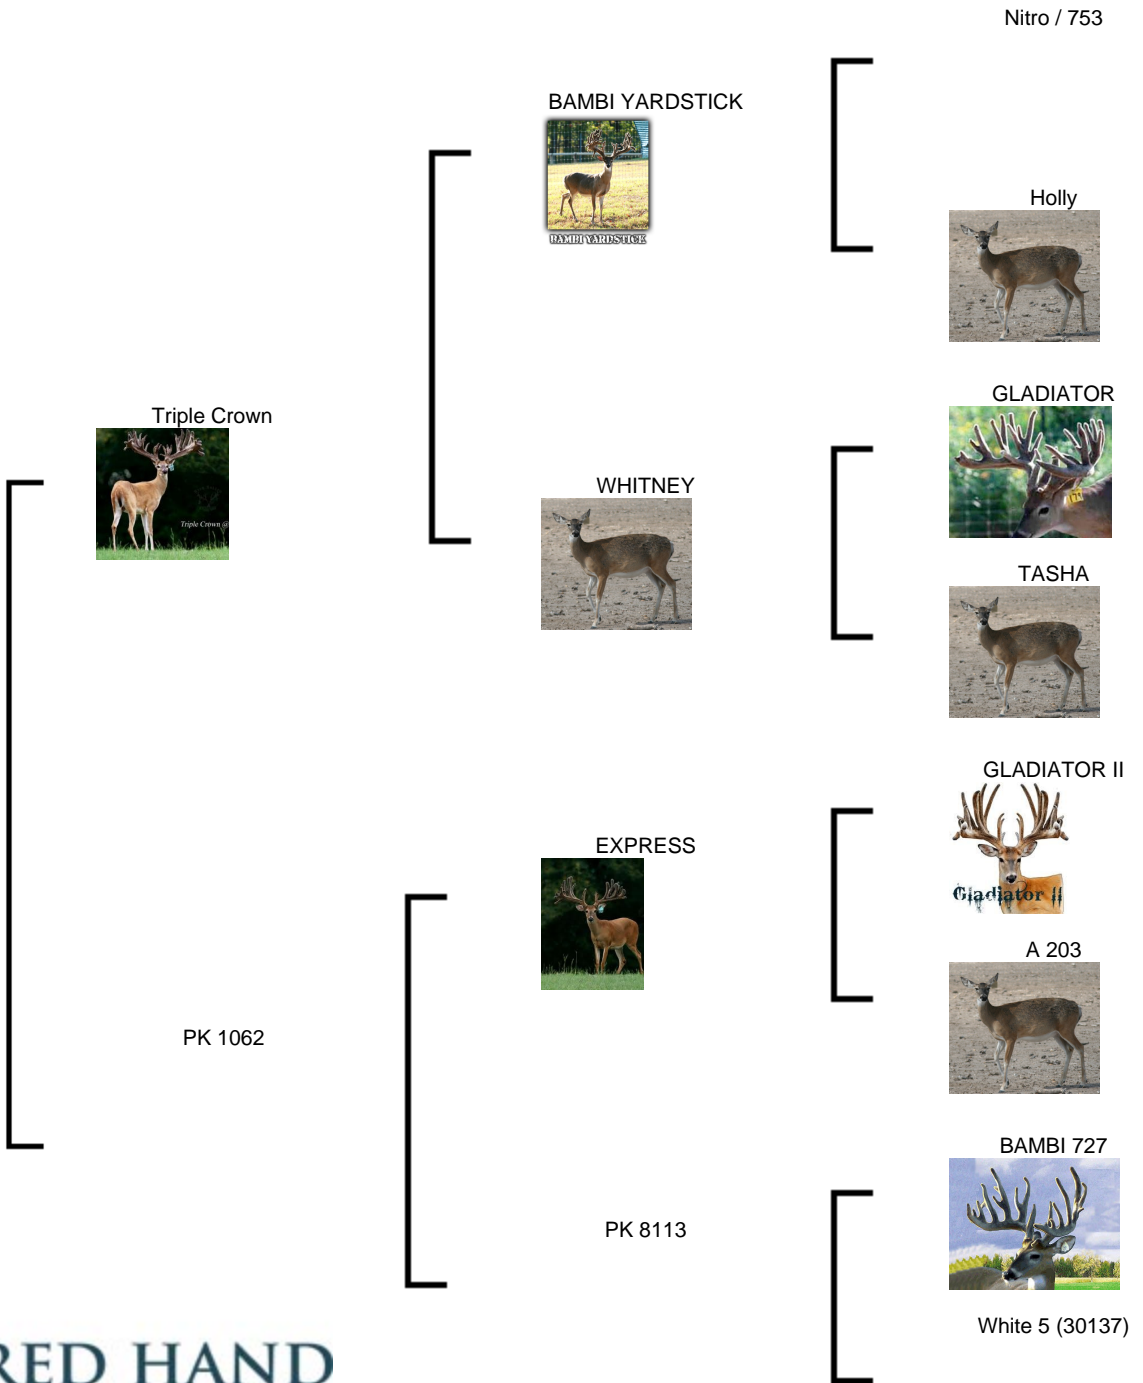 Nitro / 753
BAMBI YARDSTICK
BAMBI YARDSTICK
Holly
Triple Crown
Triple Crown @
GLADIATOR
WHITNEY
TASHA
GLADIATOR II
Gladiator II
EXPRESS
A 203
PK 1062
BAMBI 727
PK 8113
White 5 (30137)
RED HAND